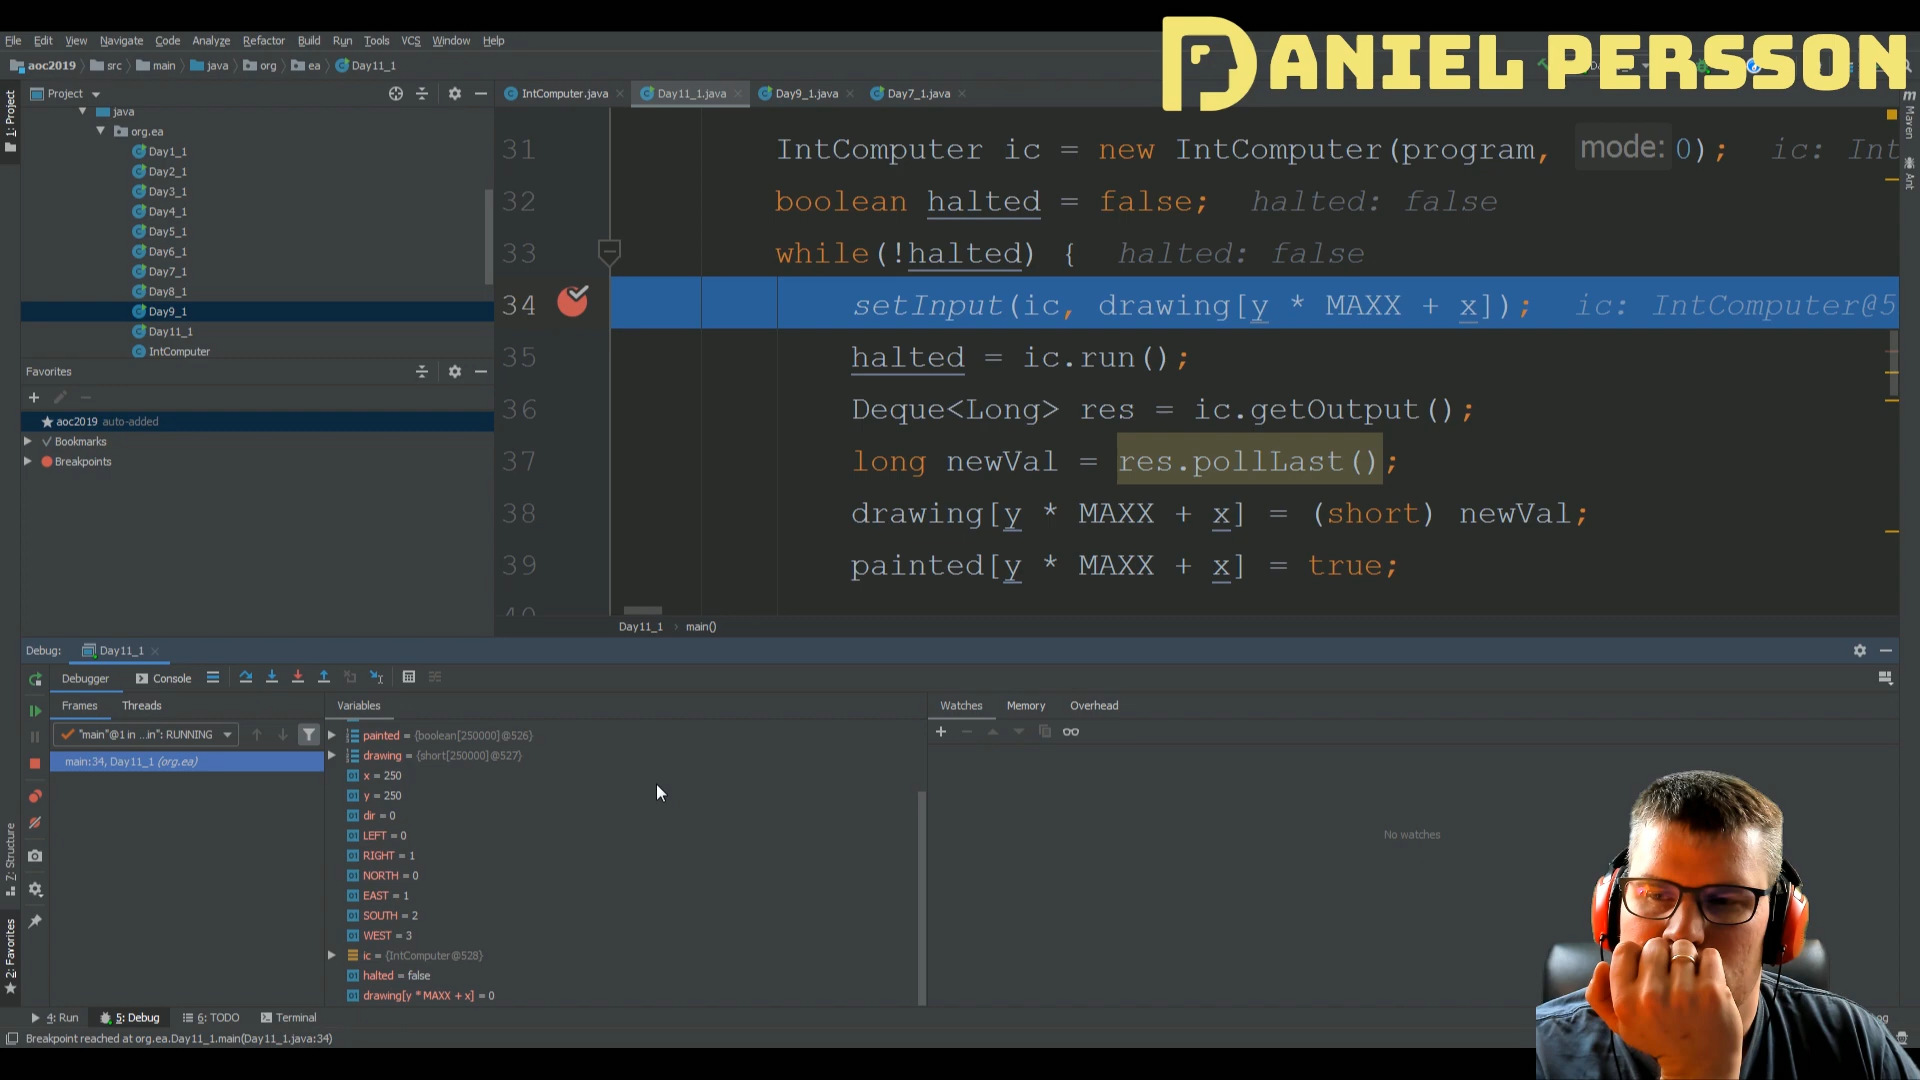 File Edit View Navigate Code Analyze Refactor Build Run Tools VCS Window Help
DANIEL PERSSON
aoc2019 src main java org ea Day11_1
Project
IntComputer.java Day11_1.java Day9_1.java Day7_1.java
1: Project
Maven
Ant
java
org.ea
Day1_1
Day2_1
Day3_1
Day4_1
Day5_1
Day6_1
Day7_1
Day8_1
Day9_1
Day11_1
IntComputer
31 IntComputer ic = new IntComputer(program, mode: 0); ic: Int
32 boolean halted = false; halted: false
33 while(!halted) { halted: false
34 setInput(ic, drawing[y * MAXX + x]); ic: IntComputer@5
35 halted = ic.run();
36 Deque<Long> res = ic.getOutput();
37 long newVal = res.pollLast();
38 drawing[y * MAXX + x] = (short) newVal;
39 painted[y * MAXX + x] = true;
40
Day11_1 main()
Favorites
aoc2019 auto-added
Bookmarks
Breakpoints
Debug: Day11_1
Debugger Console
Frames Threads
Variables
Watches Memory Overhead
"main"@1 in ...in": RUNNING
main:34, Day11_1 (org.ea)
painted = {boolean[250000]@526}
drawing = {short[250000]@527}
x = 250
y = 250
dir = 0
LEFT = 0
RIGHT = 1
NORTH = 0
EAST = 1
SOUTH = 2
WEST = 3
ic = {IntComputer@528}
halted = false
drawing[y * MAXX + x] = 0
No watches
Z: Structure
2: Favorites
4: Run 5: Debug 6: TODO Terminal
Breakpoint reached at org.ea.Day11_1.main(Day11_1.java:34)